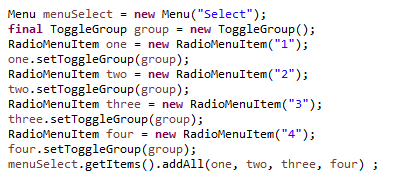 Menu menuSelect = new Menu("Select");
final ToggleGroup group = new ToggleGroup();
RadioMenuItem one = new RadioMenuItem("1");
one.setToggleGroup(group);
RadioMenuItem two = new RadioMenuItem("2");
two.setToggleGroup(group);
RadioMenuItem three = new RadioMenuItem("3");
three.setToggleGroup(group);
RadioMenuItem four = new RadioMenuItem("4");
four.setToggleGroup(group);
menuSelect.getItems().addAll(one, two, three, four) ;